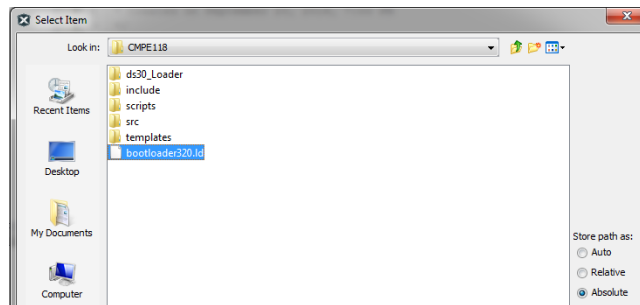 Select Item
Look in:
CMPE118
Recent Items
Desktop
My Documents
Computer
ds30_Loader
include
scripts
src
templates
bootloader320.ld
Store path as:
Auto
Relative
Absolute